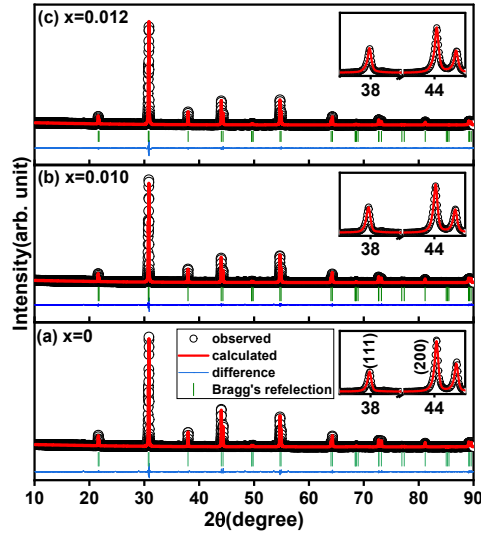 (c) x=0.012
38 44
(b) x=0.010
38 44
Intensity(arb. unit)
(a) x=0
observed
calculated
difference
Bragg's refelection
(111)
(200)
38 44
10 20 30 40 50 60 70 80 90
2θ(degree)